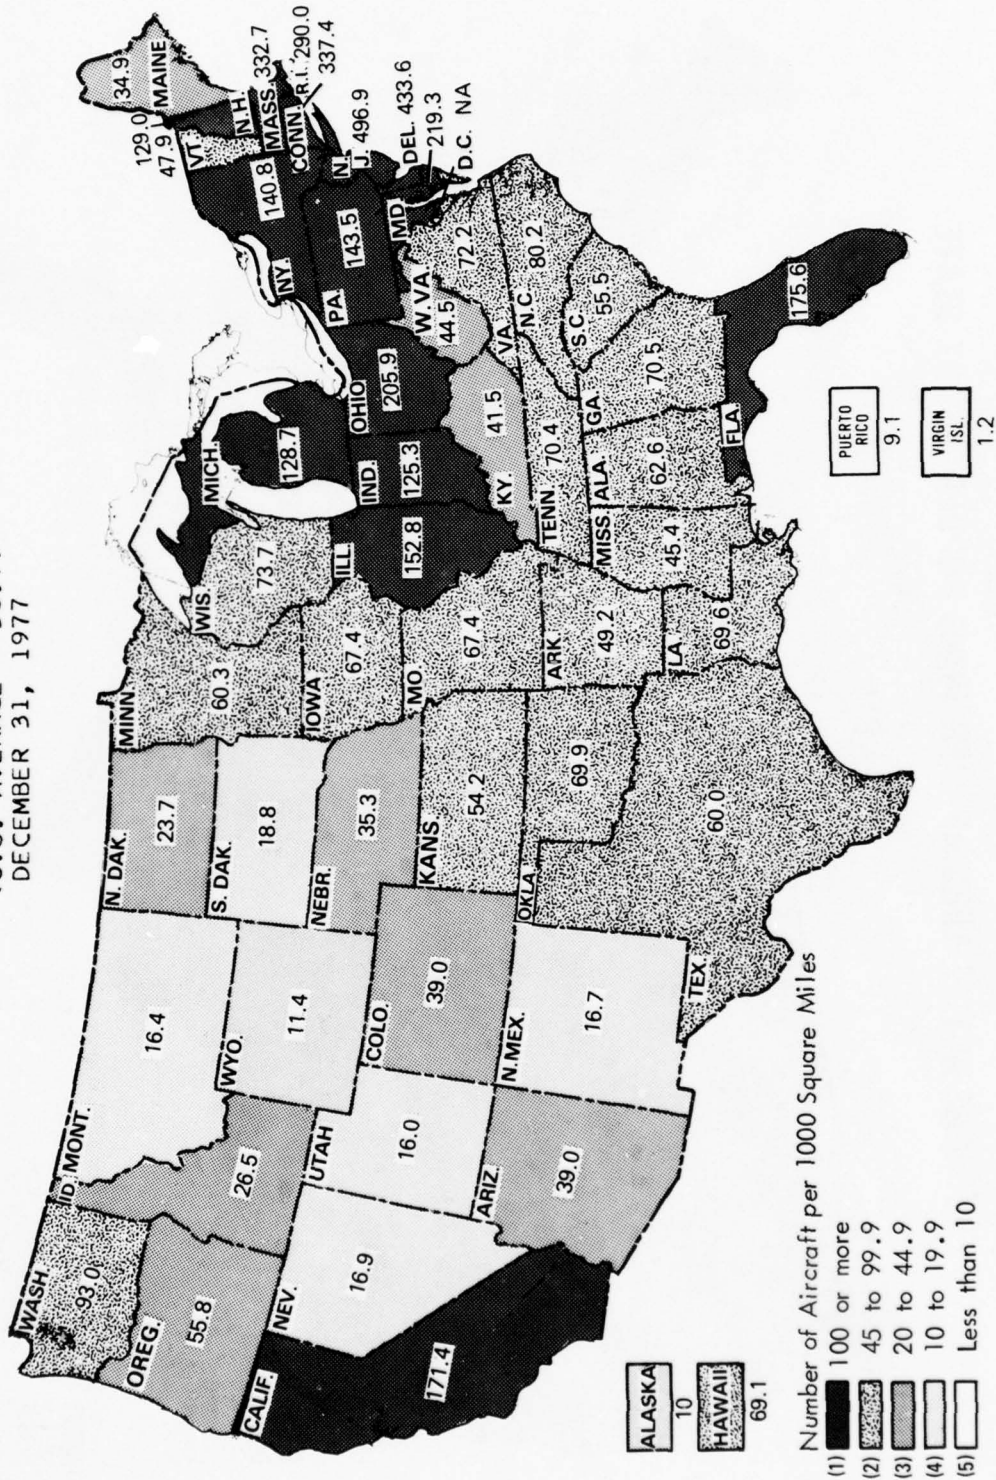 DECEMBER 31, 1977
WASH
93.0
OREG.
55.8
CALIF.
171.4
ID.
26.5
NEV.
16.9
MONT.
16.4
WYO.
11.4
UTAH
16.0
ARIZ.
39.0
COLO.
39.0
N.MEX.
16.7
N. DAK.
23.7
S. DAK.
18.8
NEBR.
35.3
KANS
54.2
OKLA
69.9
TEX.
60.0
MINN
60.3
IOWA
67.4
MO.
67.4
ARK
49.2
LA
69.6
WIS.
73.7
ILL.
152.8
MICH.
128.7
IND.
125.3
OHIO
205.9
KY.
41.5
TENN.
70.4
MISS
45.4
ALA.
62.6
GA.
70.5
FLA.
175.6
S.C.
55.5
N.C.
80.2
VA.
72.2
W.VA.
44.5
PA.
143.5
NY.
140.8
VT.
47.9
129.0
N.H.
MAINE
34.9
MASS. 332.7
R.I. 290.0
CONN.
337.4
N.
J. 496.9
DEL. 433.6
MD.
219.3
D.C. NA
ALASKA
10
HAWAII
69.1
PUERTO
RICO
9.1
VIRGIN
ISL.
1.2
Number of Aircraft per 1000 Square Miles
(1) 100 or more
(2) 45 to 99.9
(3) 20 to 44.9
(4) 10 to 19.9
(5) Less than 10